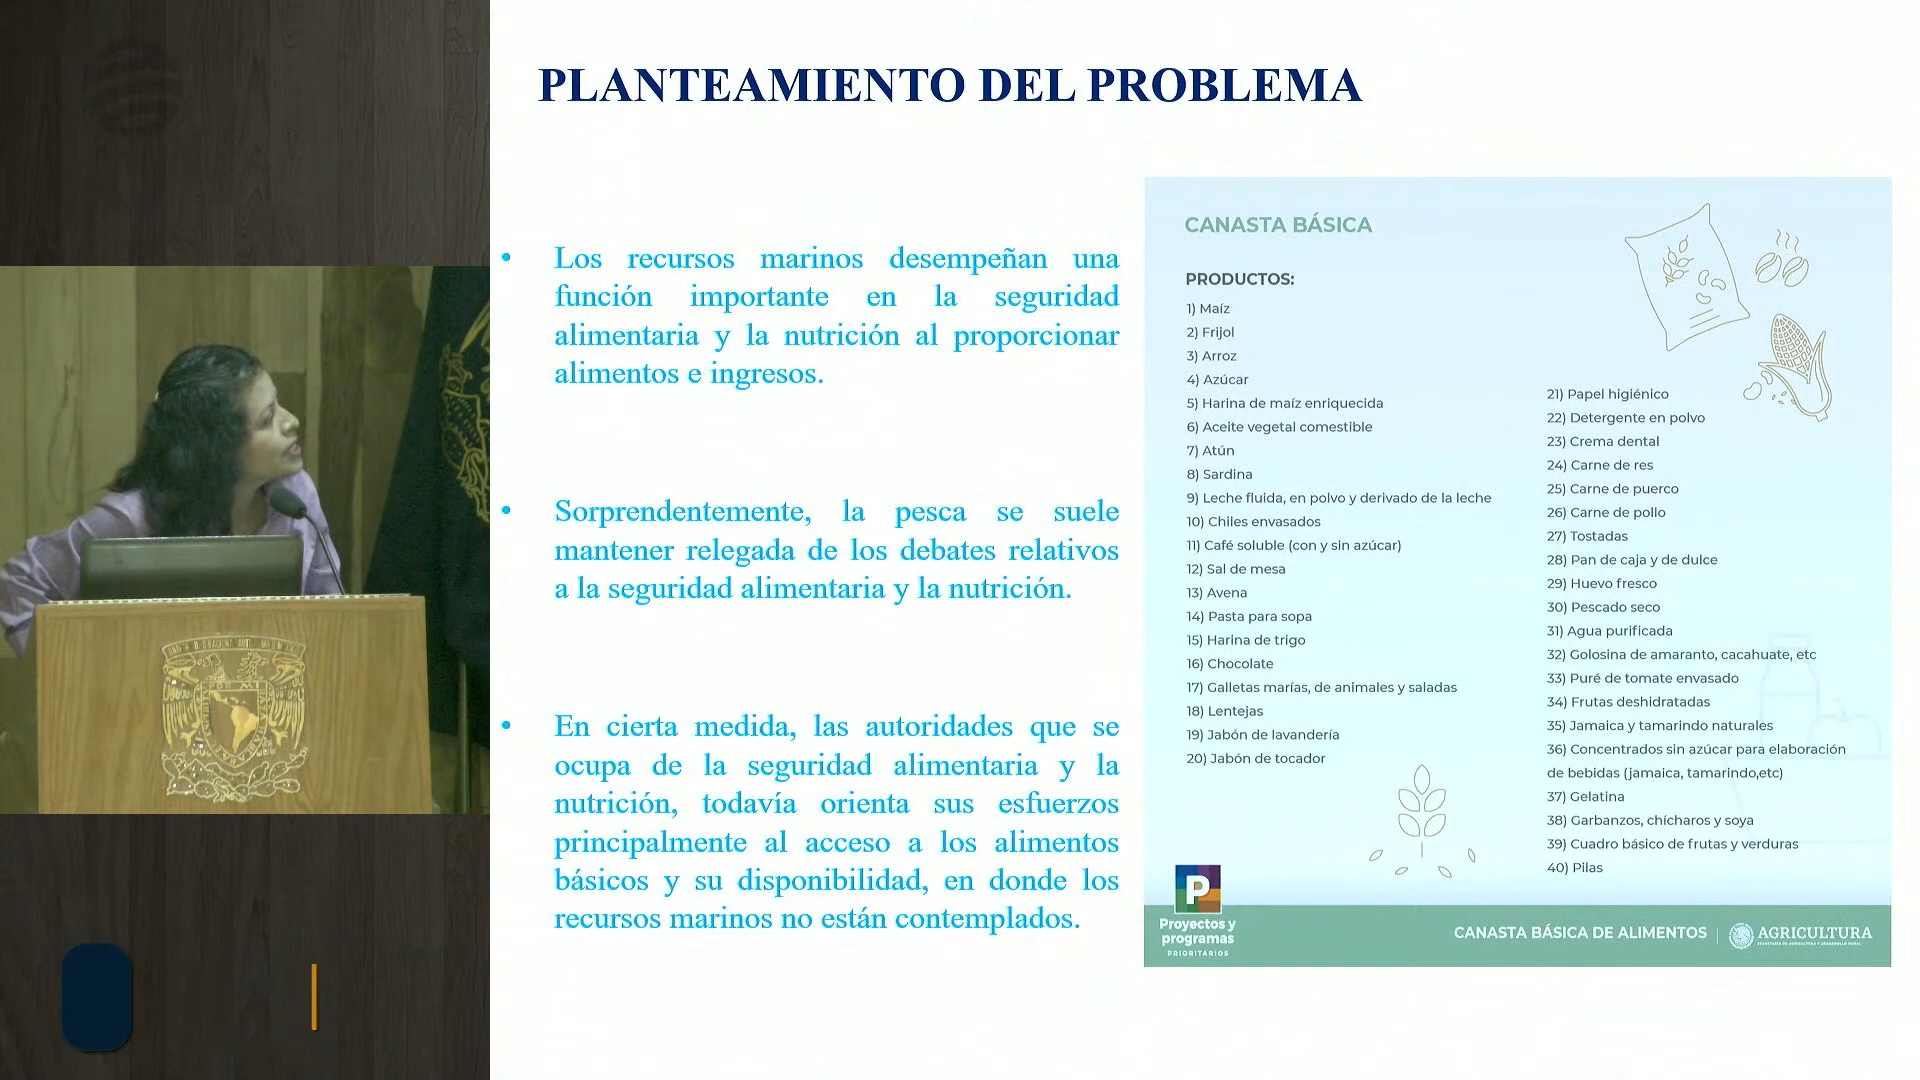 PLANTEAMIENTO DEL PROBLEMA
• Los recursos marinos desempeñan una
función importante en la seguridad
alimentaria y la nutrición al proporcionar
alimentos e ingresos.
• Sorprendentemente, la pesca se suele
mantener relegada de los debates relativos
a la seguridad alimentaria y la nutrición.
• En cierta medida, las autoridades que se
ocupa de la seguridad alimentaria y la
nutrición, todavía orienta sus esfuerzos
principalmente al acceso a los alimentos
básicos y su disponibilidad, en donde los
recursos marinos no están contemplados.
CANASTA BÁSICA
PRODUCTOS:
1) Maíz
2) Frijol
3) Arroz
4) Azúcar
5) Harina de maíz enriquecida
6) Aceite vegetal comestible
7) Atún
8) Sardina
9) Leche fluida, en polvo y derivado de la leche
10) Chiles envasados
11) Café soluble (con y sin azúcar)
12) Sal de mesa
13) Avena
14) Pasta para sopa
15) Harina de trigo
16) Chocolate
17) Galletas marías, de animales y saladas
18) Lentejas
19) Jabón de lavandería
20) Jabón de tocador
21) Papel higiénico
22) Detergente en polvo
23) Crema dental
24) Carne de res
25) Carne de puerco
26) Carne de pollo
27) Tostadas
28) Pan de caja y de dulce
29) Huevo fresco
30) Pescado seco
31) Agua purificada
32) Golosina de amaranto, cacahuate, etc
33) Puré de tomate envasado
34) Frutas deshidratadas
35) Jamaica y tamarindo naturales
36) Concentrados sin azúcar para elaboración
de bebidas (jamaica, tamarindo,etc)
37) Gelatina
38) Garbanzos, chícharos y soya
39) Cuadro básico de frutas y verduras
40) Pilas
P
Proyectos y
programas
PRIORITARIOS
CANASTA BÁSICA DE ALIMENTOS
AGRICULTURA
SECRETARÍA DE AGRICULTURA Y DESARROLLO RURAL
POR MI